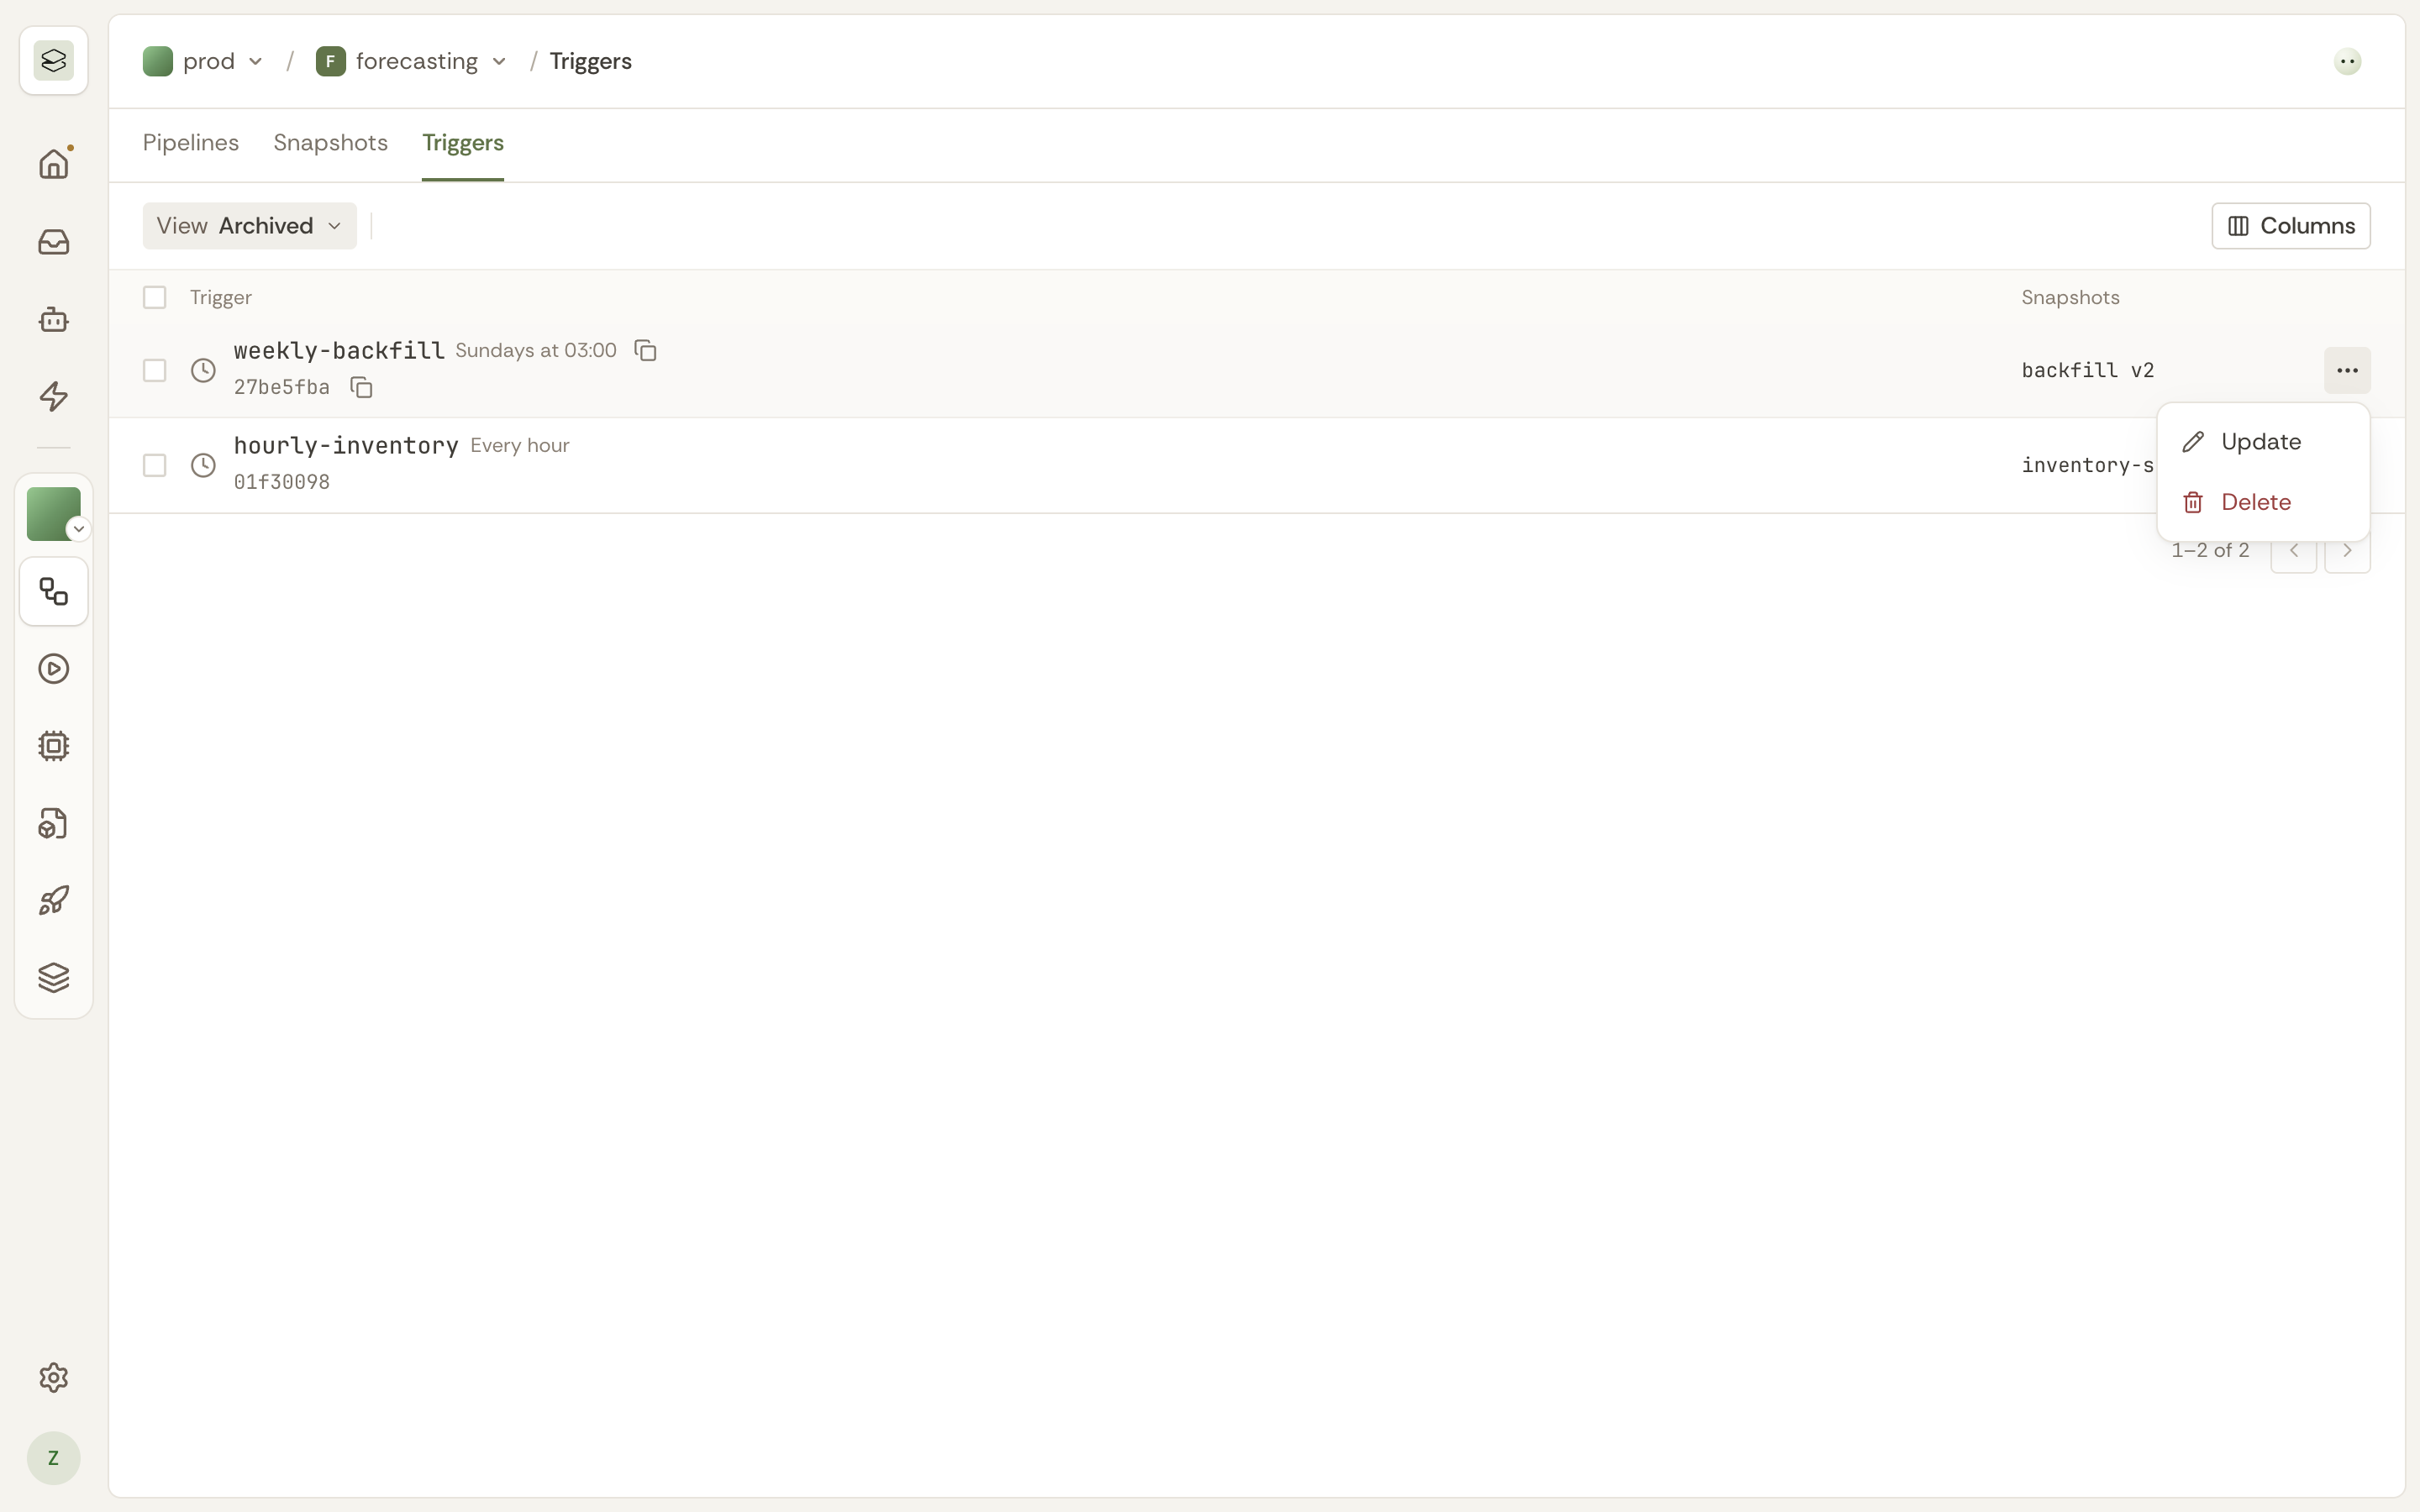 prod / F forecasting / Triggers
Pipelines Snapshots Triggers
View Archived Columns
Trigger Snapshots
weekly-backfill Sundays at 03:00
27be5fba
backfill v2
Update
Delete
hourly-inventory Every hour
01f30098
inventory-s
1–2 of 2
Z